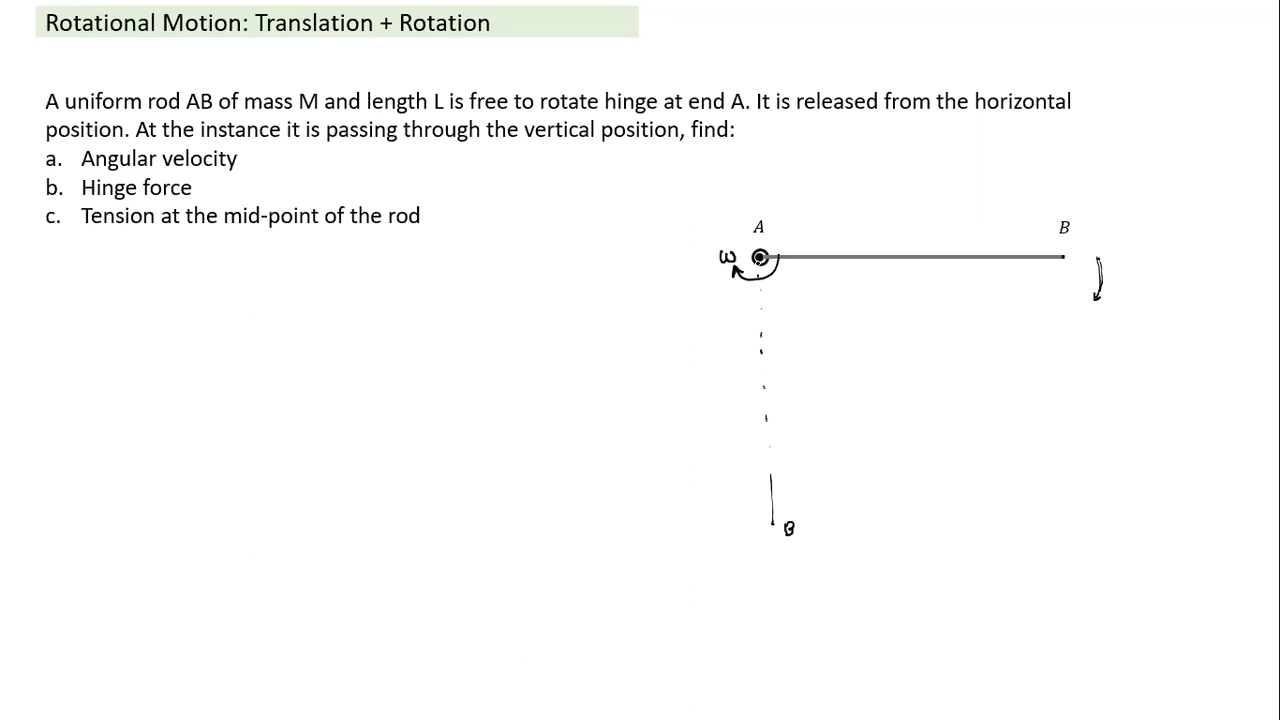 Rotational Motion: Translation + Rotation
A uniform rod AB of mass M and length L is free to rotate hinge at end A. It is released from the horizontal
position. At the instance it is passing through the vertical position, find:
a. Angular velocity
b. Hinge force
c. Tension at the mid-point of the rod
A B
ω
B